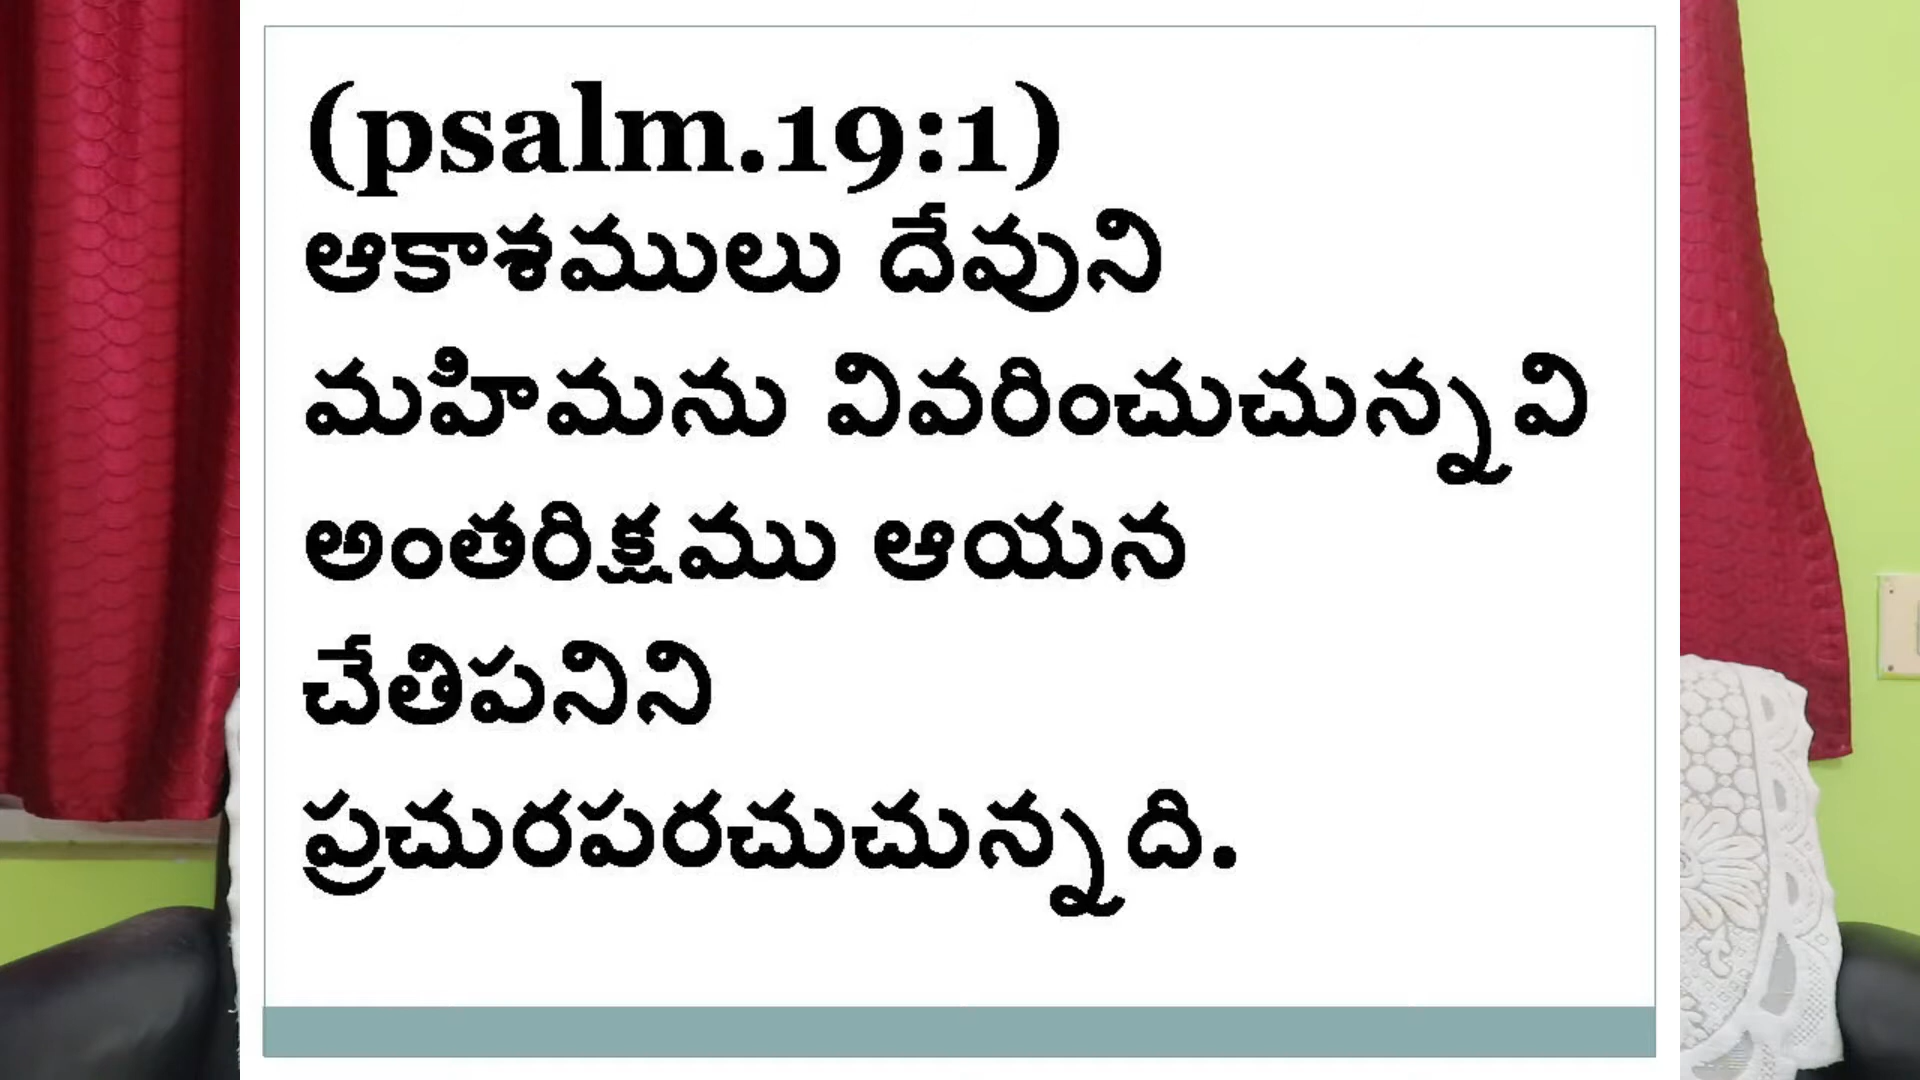 (psalm.19:1)
ఆకాశములు దేవుని
మహిమను వివరించుచున్నవి
అంతరిక్షము ఆయన
చేతిపనిని
ప్రచురపరచుచున్నది.